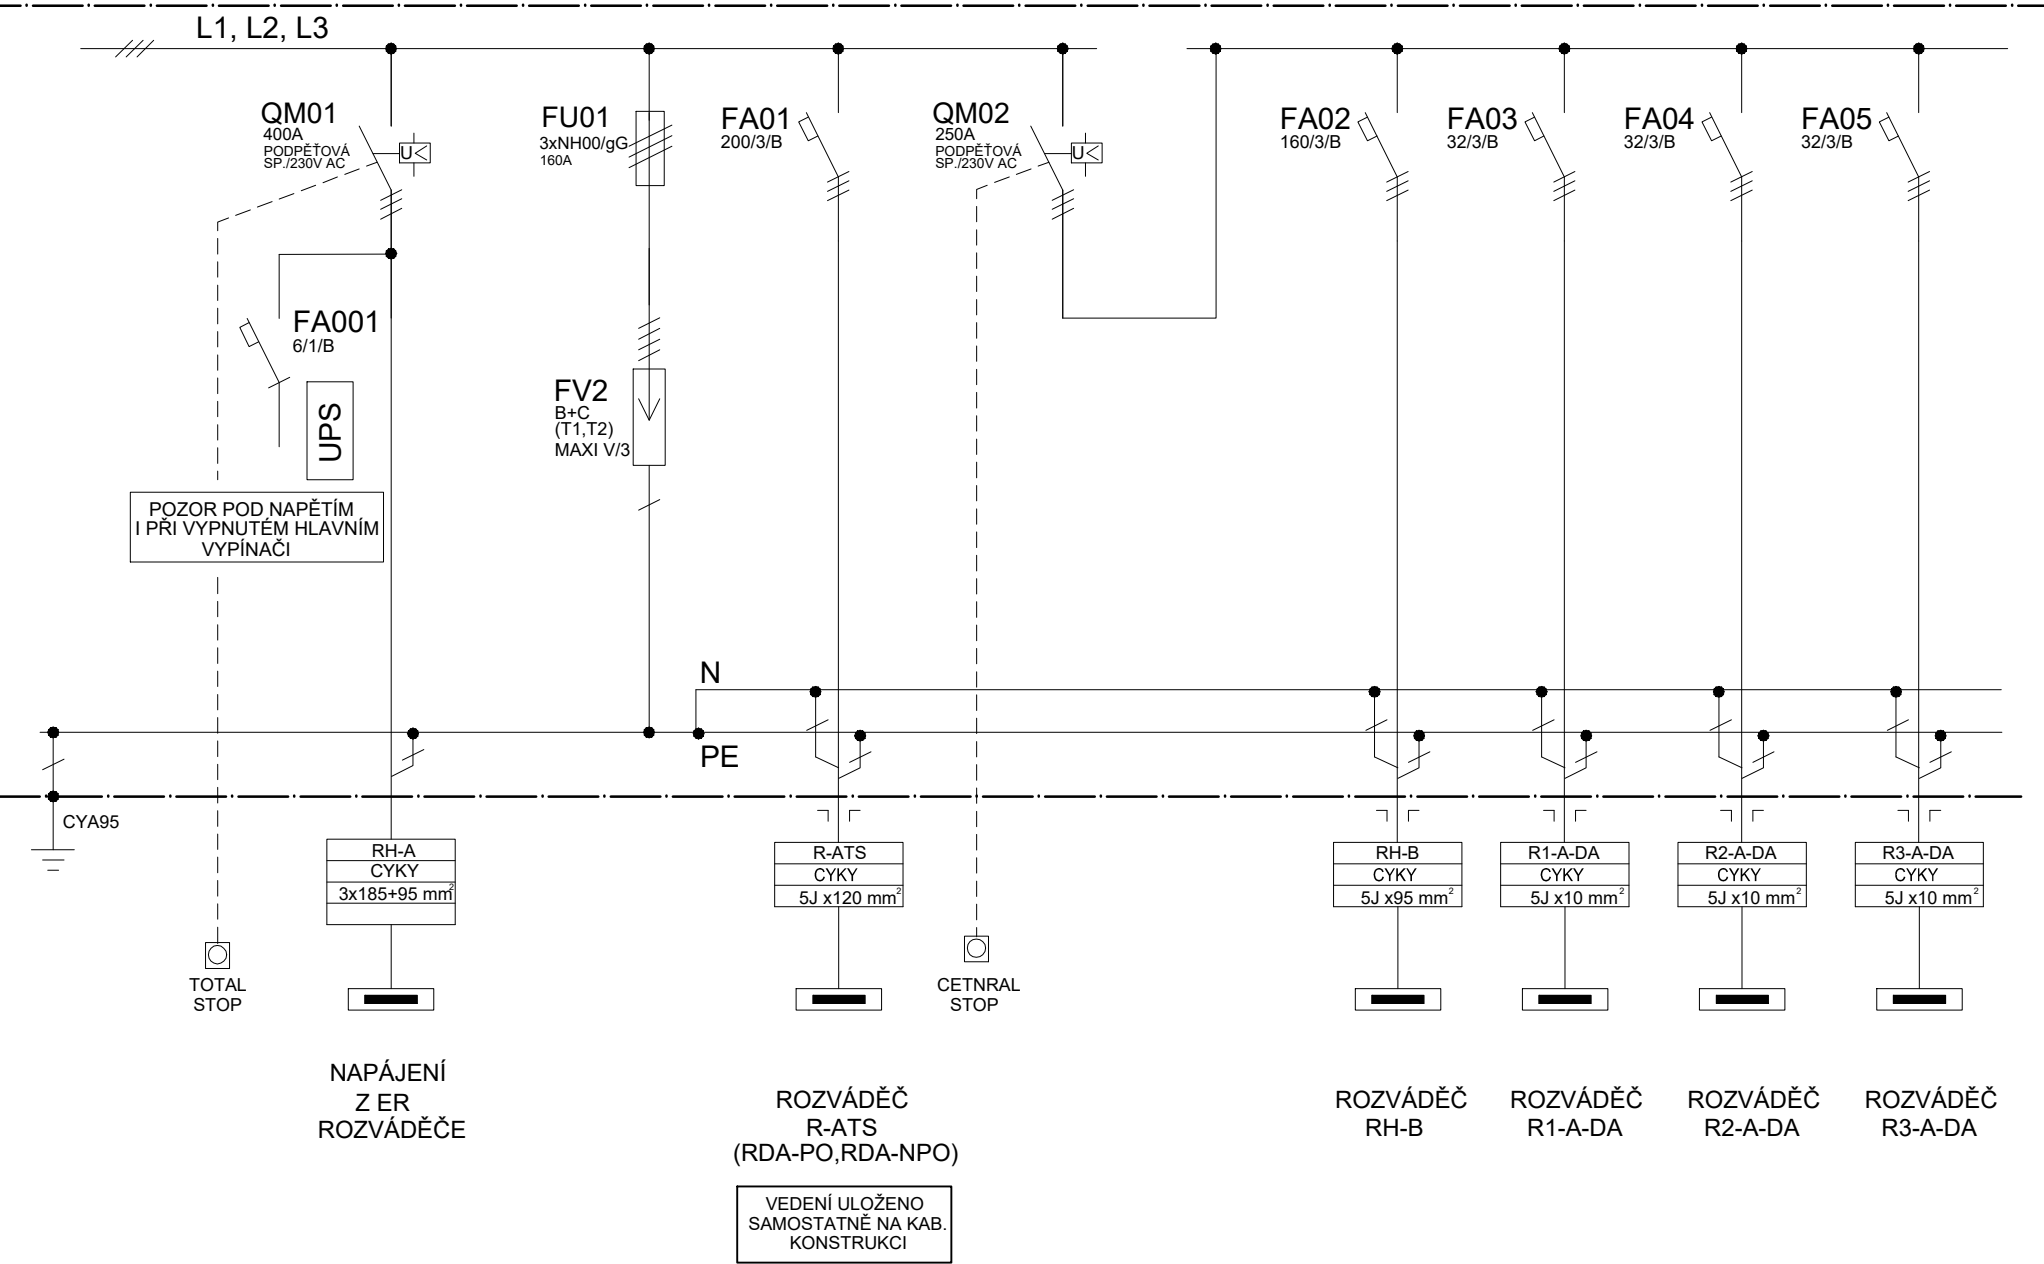 L1, L2, L3
QM01
400A
PODPĚŤOVÁ
SP./230V AC
U<
FU01
3xNH00/gG
160A
FA01
200/3/B
QM02
250A
PODPĚŤOVÁ
SP./230V AC
U<
FA02
160/3/B
FA03
32/3/B
FA04
32/3/B
FA05
32/3/B
FA001
6/1/B
UPS
FV2
B+C
(T1,T2)
MAXI V/3
POZOR POD NAPĚTÍM
I PŘI VYPNUTÉM HLAVNÍM
VYPÍNAČI
N
PE
CYA95
RH-A
CYKY
3x185+95 mm²
R-ATS
CYKY
5J x120 mm²
RH-B
CYKY
5J x95 mm²
R1-A-DA
CYKY
5J x10 mm²
R2-A-DA
CYKY
5J x10 mm²
R3-A-DA
CYKY
5J x10 mm²
TOTAL
STOP
CETNRAL
STOP
NAPÁJENÍ
Z ER
ROZVÁDĚČE
ROZVÁDĚČ
R-ATS
(RDA-PO,RDA-NPO)
ROZVÁDĚČ
RH-B
ROZVÁDĚČ
R1-A-DA
ROZVÁDĚČ
R2-A-DA
ROZVÁDĚČ
R3-A-DA
VEDENÍ ULOŽENO
SAMOSTATNĚ NA KAB.
KONSTRUKCI